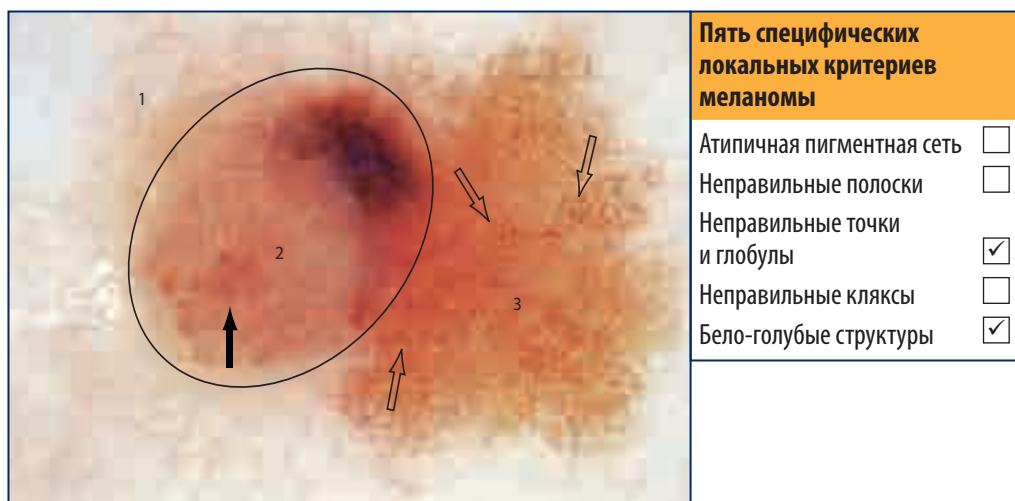 1
2
3
Пять специфических
локальных критериев
меланомы
Атипичная пигментная сеть ☐
Неправильные полоски ☐
Неправильные точки
и глобулы ☑
Неправильные кляксы ☐
Бело-голубые структуры ☑